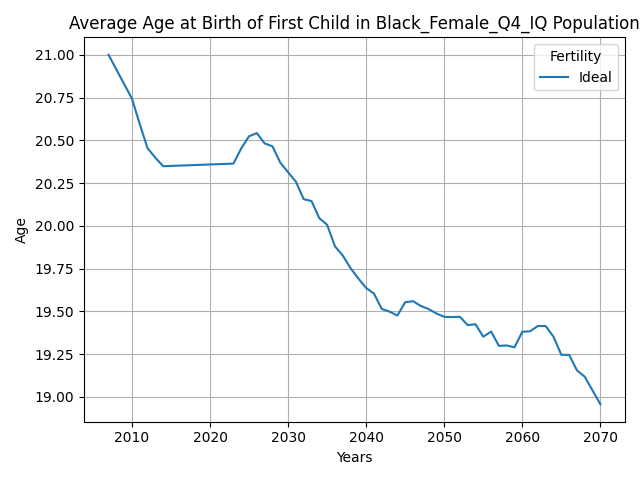 Average Age at Birth of First Child in Black_Female_Q4_IQ Population
Fertility
Ideal
21.00
20.75
20.50
20.25
20.00
19.75
19.50
19.25
19.00
Age
2010 2020 2030 2040 2050 2060 2070
Years